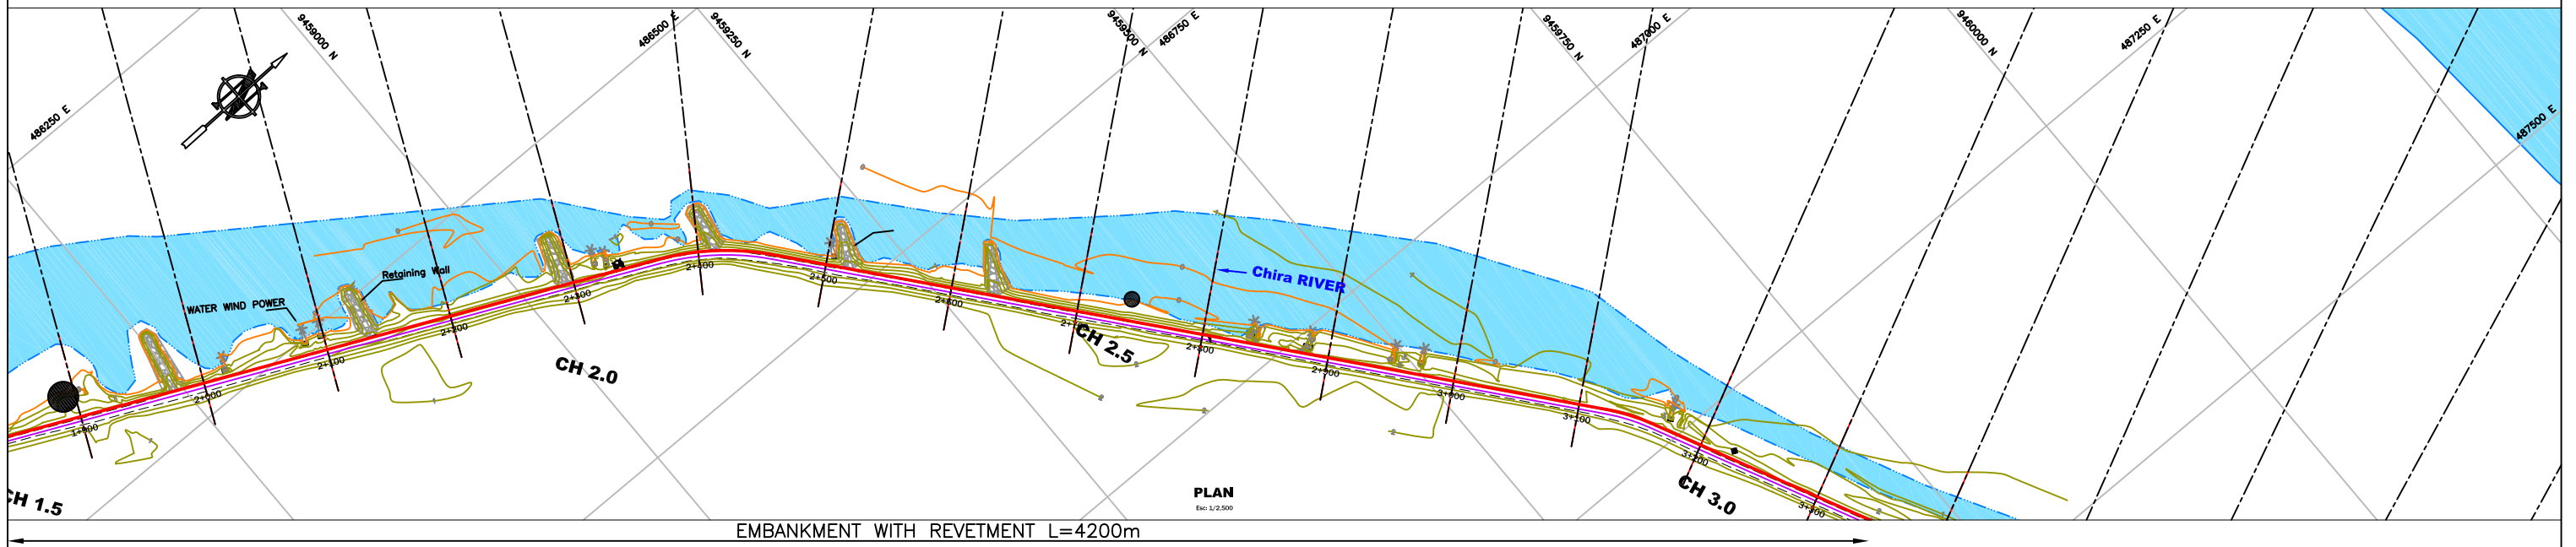 9459000 N
486500 E
9459250 N
9459500 N
486750 E
9459750 N
487000 E
9460000 N
487250 E
486250 E
487500 E
Retaining Wall
WATER WIND POWER
Chira RIVER
2+000
2+100
2+200
2+300
2+400
2+500
2+600
2+800
2+900
3+000
3+100
3+200
3+300
CH 1.5
CH 2.0
CH 2.5
CH 3.0
PLAN
Esc: 1/2,500
EMBANKMENT WITH REVETMENT L=4200m